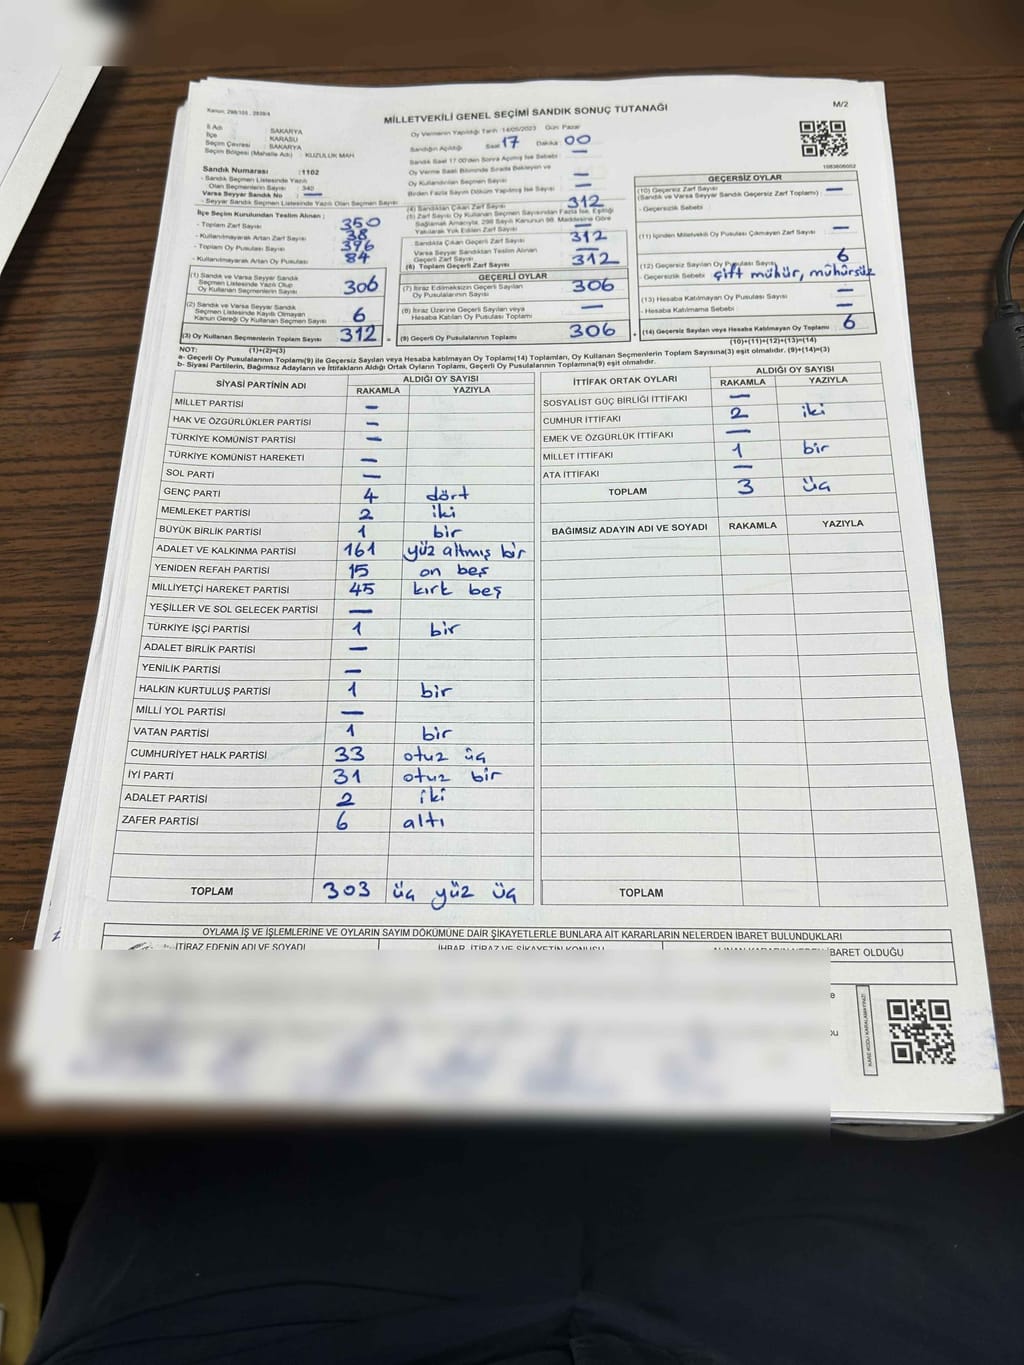 Kanun: 298/105 , 2839/4
MİLLETVEKİLİ GENEL SEÇİMİ SANDIK SONUÇ TUTANAĞI
M/2
İl Adı : SAKARYA
İlçe : KARASU
Seçim Çevresi : SAKARYA
Seçim Bölgesi (Mahalle Adı) : KUZULUK MAH
Oy Vermenin Yapıldığı Tarih :14/05/2023 Gün: Pazar
Sandığın Açıldığı Saat 17 Dakika 00
Sandık Saat 17:00'den Sonra Açılmış İse Sebebi —
Oy Verme Saati Bitiminde Sırada Bekleyen ve
Oy Kullandırılan Seçmen Sayısı —
Birden Fazla Sayım Döküm Yapılmış İse Sayısı —
Sandık Numarası :1102
- Sandık Seçmen Listesinde Yazılı
Olan Seçmenlerin Sayısı : 340
Varsa Seyyar Sandık No : —
- Seyyar Sandık Seçmen Listesinde Yazılı Olan Seçmen Sayısı
İlçe Seçim Kurulundan Teslim Alınan ;
- Toplam Zarf Sayısı 350
- Kullanılmayarak Artan Zarf Sayısı 38
- Toplam Oy Pusulası Sayısı 396
- Kullanılmayarak Artan Oy Pusulası 84
(1) Sandık ve Varsa Seyyar Sandık
Seçmen Listesinde Yazılı Olup
Oy Kullanan Seçmenlerin Sayısı 306
(2) Sandık ve Varsa Seyyar Sandık
Seçmen Listesinde Kayıtlı Olmayan
Kanun Gereği Oy Kullanan Seçmen Sayısı 6
(3) Oy Kullanan Seçmenlerin Toplam Sayısı 312 =
(1)+(2)=(3)
(4) Sandıktan Çıkan Zarf Sayısı 312
(5) Zarf Sayısı Oy Kullanan Seçmen Sayısından Fazla İse, Eşitliği
Sağlamak Amacıyla, 298 Sayılı Kanunun 98. Maddesine Göre
Yakılarak Yok Edilen Zarf Sayısı —
Sandıkta Çıkan Geçerli Zarf Sayısı 312
Varsa Seyyar Sandıktan Teslim Alınan
Geçerli Zarf Sayısı —
(6) Toplam Geçerli Zarf Sayısı 312
GEÇERLİ OYLAR
(7) İtiraz Edilmeksizin Geçerli Sayılan
Oy Pusulalarının Sayısı 306
(8) İtiraz Üzerine Geçerli Sayılan veya
Hesaba Katılan Oy Pusulası Toplamı —
(9) Geçerli Oy Pusulalarının Toplamı 306 +
1083606002
GEÇERSİZ OYLAR
(10) Geçersiz Zarf Sayısı
(Sandık ve Varsa Seyyar Sandık Geçersiz Zarf Toplamı) : —
- Geçersizlik Sebebi :
(11) İçinden Milletvekili Oy Pusulası Çıkmayan Zarf Sayısı —
(12) Geçersiz Sayılan Oy Pusulası Sayısı 6
- Geçersizlik Sebebi : çift mühür, mühürsüz
(13) Hesaba Katılmayan Oy Pusulası Sayısı —
- Hesaba Katılmama Sebebi —
(14) Geçersiz Sayılan veya Hesaba Katılmayan Oy Toplamı 6
(10)+(11)+(12)+(13)=(14)
NOT:
a- Geçerli Oy Pusulalarının Toplamı(9) ile Geçersiz Sayılan veya Hesaba katılmayan Oy Toplamı(14) Toplamları, Oy Kullanan Seçmenlerin Toplam Sayısına(3) eşit olmalıdır. (9)+(14)=(3)
b- Siyasi Partilerin, Bağımsız Adayların ve İttifakların Aldığı Ortak Oyların Toplamı, Geçerli Oy Pusulalarının Toplamına(9) eşit olmalıdır.
SİYASİ PARTİNİN ADI ALDIĞI OY SAYISI
RAKAMLA YAZIYLA
MİLLET PARTİSİ —
HAK VE ÖZGÜRLÜKLER PARTİSİ —
TÜRKİYE KOMÜNİST PARTİSİ —
TÜRKİYE KOMÜNİST HAREKETİ —
SOL PARTİ —
GENÇ PARTİ 4 dört
MEMLEKET PARTİSİ 2 iki
BÜYÜK BİRLİK PARTİSİ 1 bir
ADALET VE KALKINMA PARTİSİ 161 yüz altmış bir
YENİDEN REFAH PARTİSİ 15 on beş
MİLLİYETÇİ HAREKET PARTİSİ 45 kırk beş
YEŞİLLER VE SOL GELECEK PARTİSİ —
TÜRKİYE İŞÇİ PARTİSİ 1 bir
ADALET BİRLİK PARTİSİ —
YENİLİK PARTİSİ —
HALKIN KURTULUŞ PARTİSİ 1 bir
MİLLİ YOL PARTİSİ —
VATAN PARTİSİ 1 bir
CUMHURİYET HALK PARTİSİ 33 otuz üç
İYİ PARTİ 31 otuz bir
ADALET PARTİSİ 2 iki
ZAFER PARTİSİ 6 altı
TOPLAM 303 üç yüz üç
İTTİFAK ORTAK OYLARI ALDIĞI OY SAYISI
RAKAMLA YAZIYLA
SOSYALİST GÜÇ BİRLİĞİ İTTİFAKI —
CUMHUR İTTİFAKI 2 iki
EMEK VE ÖZGÜRLÜK İTTİFAKI —
MİLLET İTTİFAKI 1 bir
ATA İTTİFAKI —
TOPLAM 3 üç
BAĞIMSIZ ADAYIN ADI VE SOYADI RAKAMLA YAZIYLA
TOPLAM
OYLAMA İŞ VE İŞLEMLERİNE VE OYLARIN SAYIM DÖKÜMÜNE DAİR ŞİKAYETLERLE BUNLARA AİT KARARLARIN NELERDEN İBARET BULUNDUKLARI
İTİRAZ EDENİN ADI VE SOYADI İHBAR, İTİRAZ VE ŞİKAYETİN KONUSU ALINAN KARARIN NEDEN İBARET OLDUĞU
KARE KODU KARALAMAYINIZ!